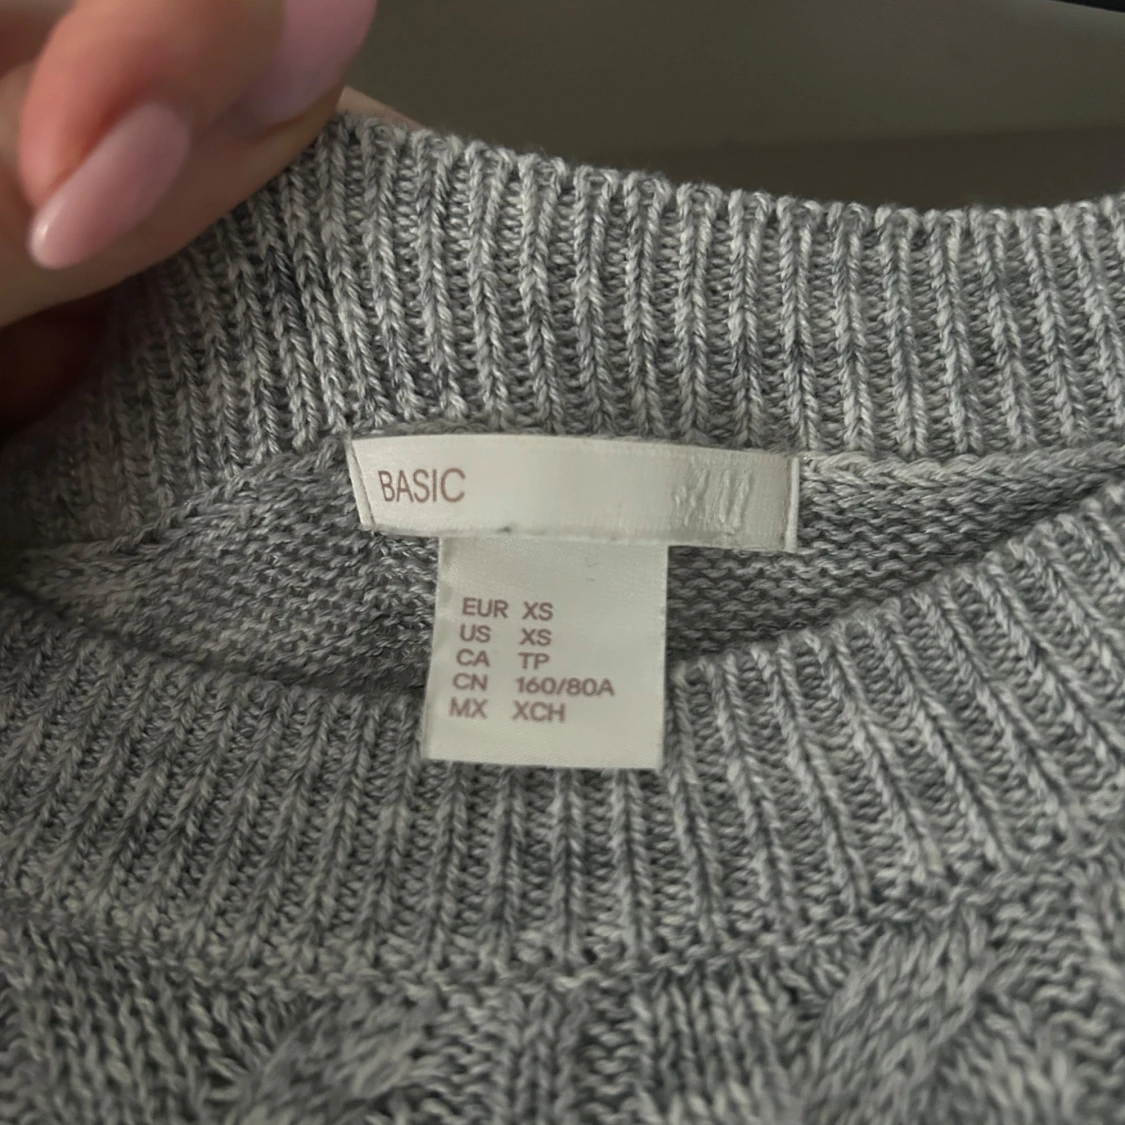 BASIC
EUR XS
US XS
CA TP
CN 160/80A
MX XCH